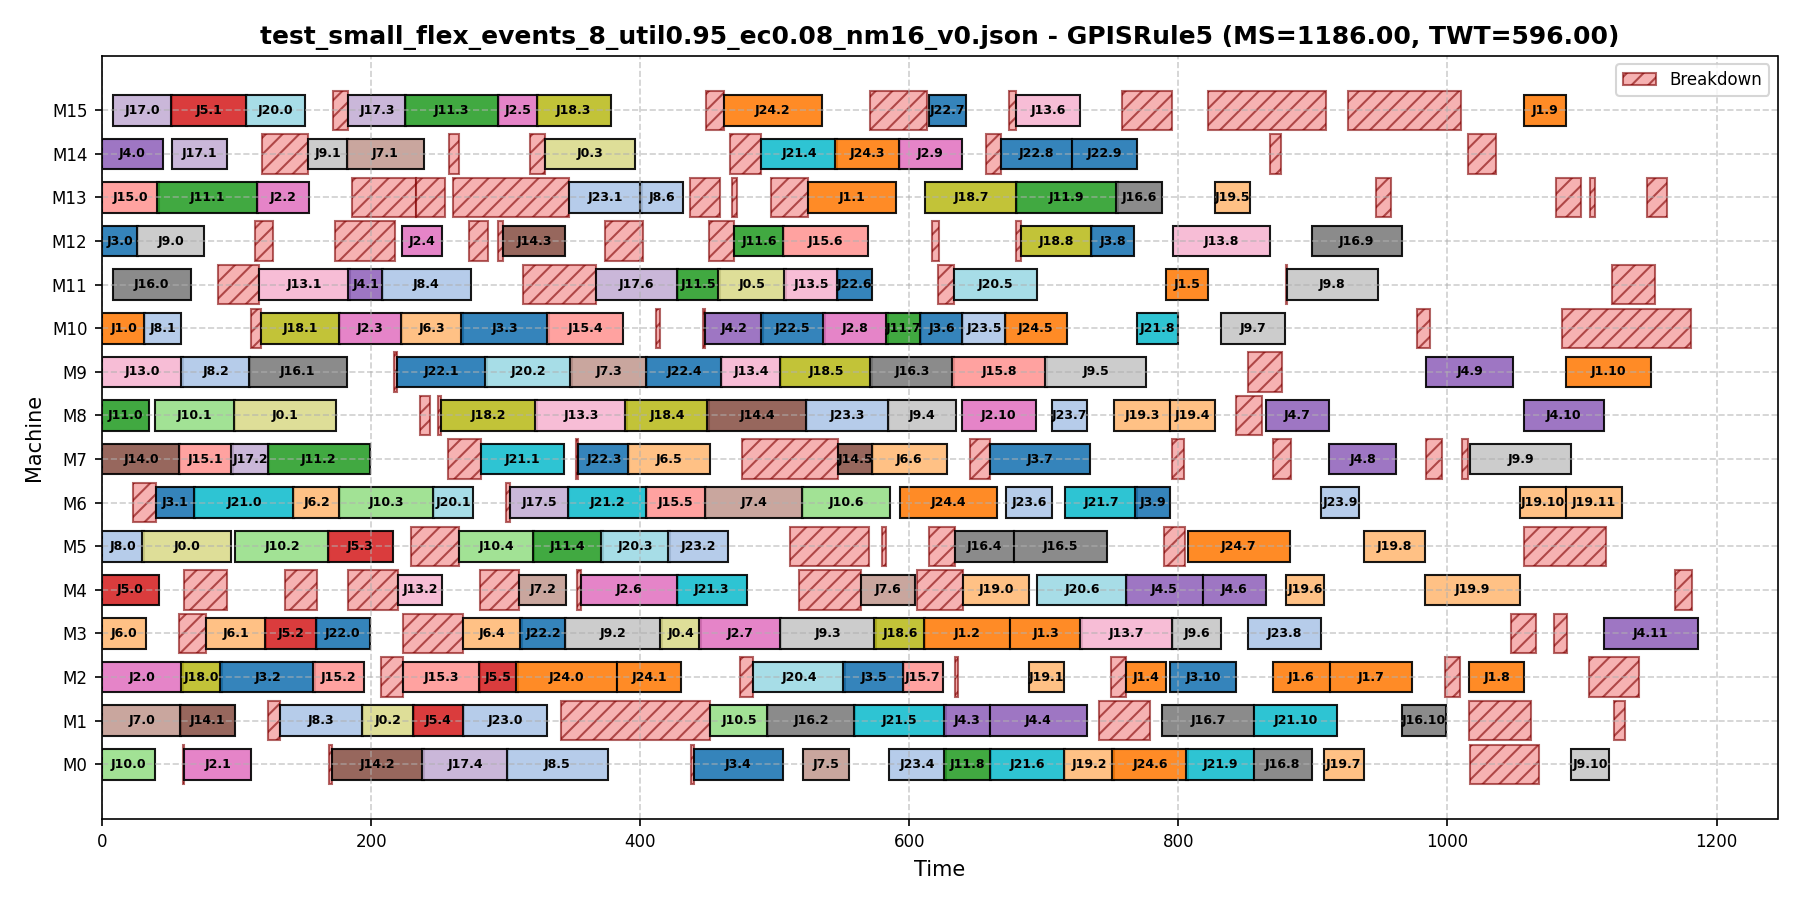 test_small_flex_events_8_util0.95_ec0.08_nm16_v0.json - GPISRule5 (MS=1186.00, TWT=596.00)
Breakdown
M15 J17.0 J5.1 J20.0 J17.3 J11.3 J2.5 J18.3 J24.2 J22.7 J13.6 J1.9
M14 J4.0 J17.1 J9.1 J7.1 J0.3 J21.4 J24.3 J2.9 J22.8 J22.9
M13 J15.0 J11.1 J2.2 J23.1 J8.6 J1.1 J18.7 J11.9 J16.6 J19.5
M12 J3.0 J9.0 J2.4 J14.3 J11.6 J15.6 J18.8 J3.8 J13.8 J16.9
M11 J16.0 J13.1 J4.1 J8.4 J17.6 J11.5 J0.5 J13.5 J22.6 J20.5 J1.5 J9.8
M10 J1.0 J8.1 J18.1 J2.3 J6.3 J3.3 J15.4 J4.2 J22.5 J2.8 J11.7 J3.6 J23.5 J24.5 J21.8 J9.7
M9 J13.0 J8.2 J16.1 J22.1 J20.2 J7.3 J22.4 J13.4 J18.5 J16.3 J15.8 J9.5 J4.9 J1.10
M8 J11.0 J10.1 J0.1 J18.2 J13.3 J18.4 J14.4 J23.3 J9.4 J2.10 J23.7 J19.3 J19.4 J4.7 J4.10
M7 J14.0 J15.1 J17.2 J11.2 J21.1 J22.3 J6.5 J14.5 J6.6 J3.7 J4.8 J9.9
M6 J3.1 J21.0 J6.2 J10.3 J20.1 J17.5 J21.2 J15.5 J7.4 J10.6 J24.4 J23.6 J21.7 J3.9 J23.9 J19.10 J19.11
M5 J8.0 J0.0 J10.2 J5.3 J10.4 J11.4 J20.3 J23.2 J16.4 J16.5 J24.7 J19.8
M4 J5.0 J13.2 J7.2 J2.6 J21.3 J7.6 J19.0 J20.6 J4.5 J4.6 J19.6 J19.9
M3 J6.0 J6.1 J5.2 J22.0 J6.4 J22.2 J9.2 J0.4 J2.7 J9.3 J18.6 J1.2 J1.3 J13.7 J9.6 J23.8 J4.11
M2 J2.0 J18.0 J3.2 J15.2 J15.3 J5.5 J24.0 J24.1 J20.4 J3.5 J15.7 J19.1 J1.4 J3.10 J1.6 J1.7 J1.8
M1 J7.0 J14.1 J8.3 J0.2 J5.4 J23.0 J10.5 J16.2 J21.5 J4.3 J4.4 J16.7 J21.10 J16.10
M0 J10.0 J2.1 J14.2 J17.4 J8.5 J3.4 J7.5 J23.4 J11.8 J21.6 J19.2 J24.6 J21.9 J16.8 J19.7 J9.10
0 200 400 600 800 1000 1200
Time
Machine